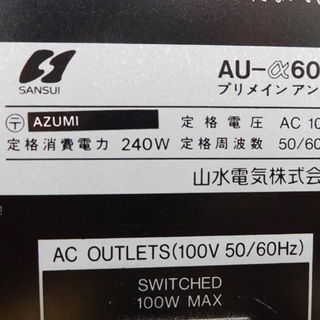 SANSUI
AU-α60
プリメイン アン
〒 AZUMI
定格電圧 AC 10
定格消費電力 240W
定格周波数 50/60
山水電気株式会
AC OUTLETS(100V 50/60Hz)
SWITCHED
100W MAX